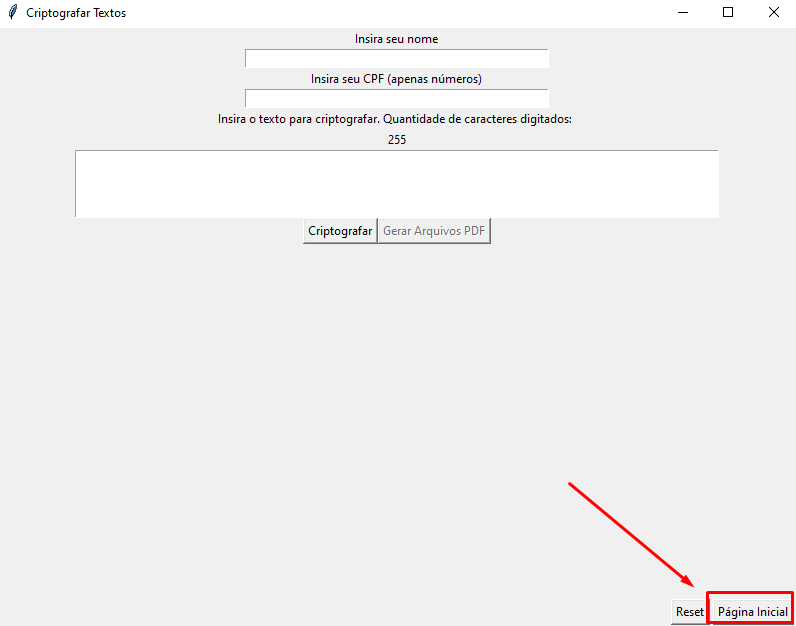 Criptografar Textos
Insira seu nome
Insira seu CPF (apenas números)
Insira o texto para criptografar. Quantidade de caracteres digitados:
255
Criptografar Gerar Arquivos PDF
Reset Página Inicial